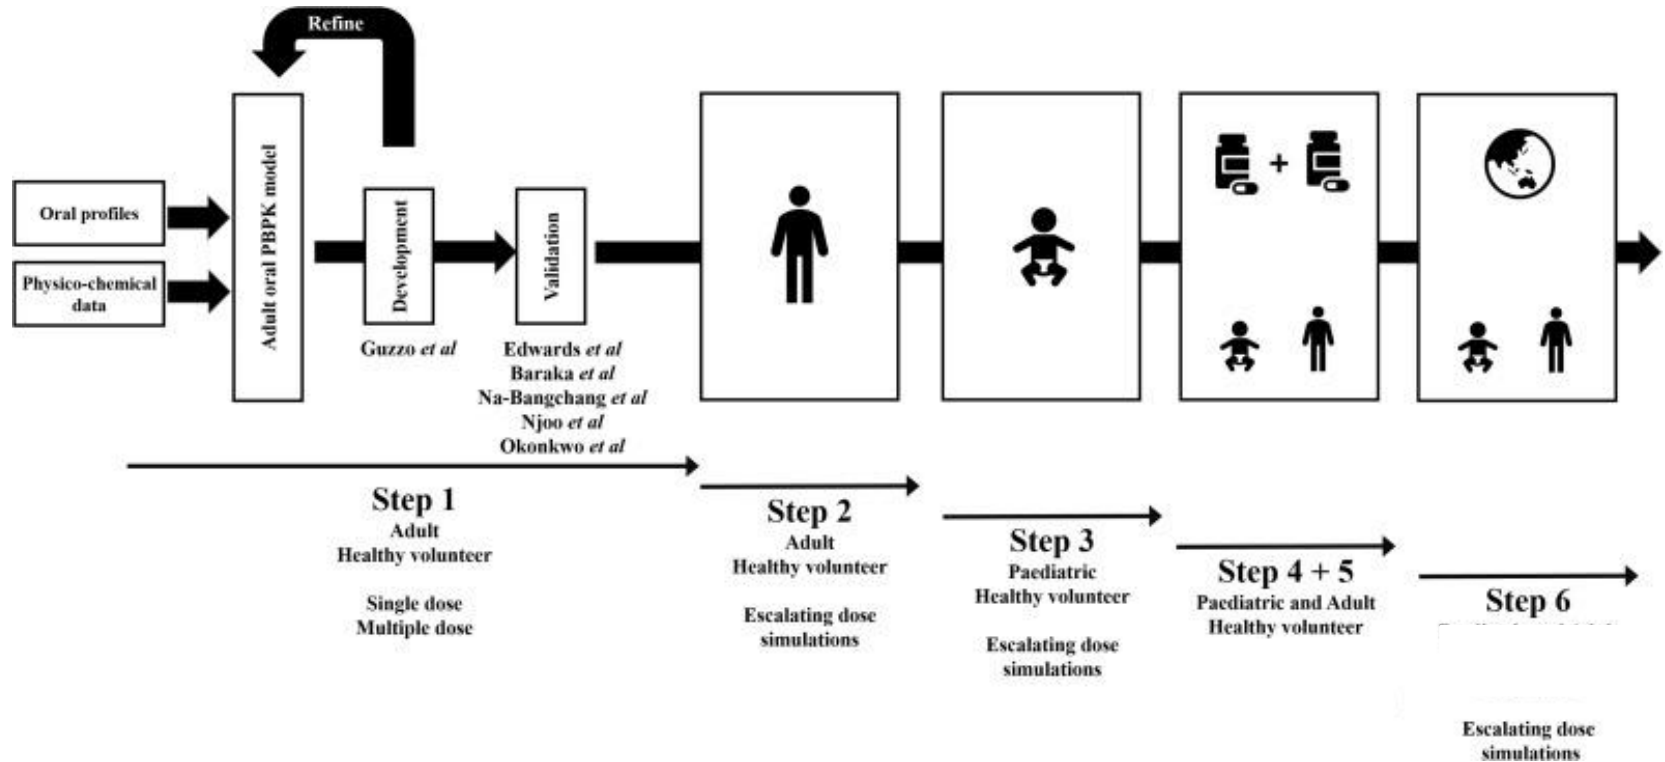 Refine
Oral profiles
Physico-chemical
data
Adult oral PBPK model
Development
Validation
Guzzo et al
Edwards et al
Baraka et al
Na-Bangchang et al
Njoo et al
Okonkwo et al
+
Step 1
Adult
Healthy volunteer
Single dose
Multiple dose
Step 2
Adult
Healthy volunteer
Escalating dose
simulations
Step 3
Paediatric
Healthy volunteer
Escalating dose
simulations
Step 4 + 5
Paediatric and Adult
Healthy volunteer
Step 6
Escalating dose
simulations